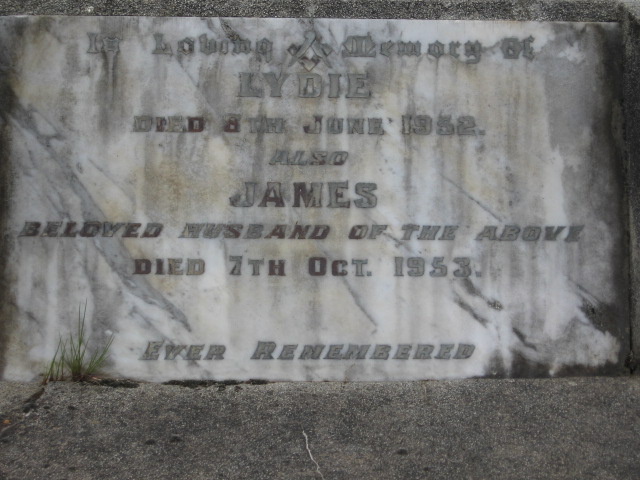 In Loving Memory of
LYDIE
DIED 8TH JUNE 1952.
ALSO
JAMES
BELOVED HUSBAND OF THE ABOVE
DIED 7TH OCT. 1953.
EVER REMEMBERED